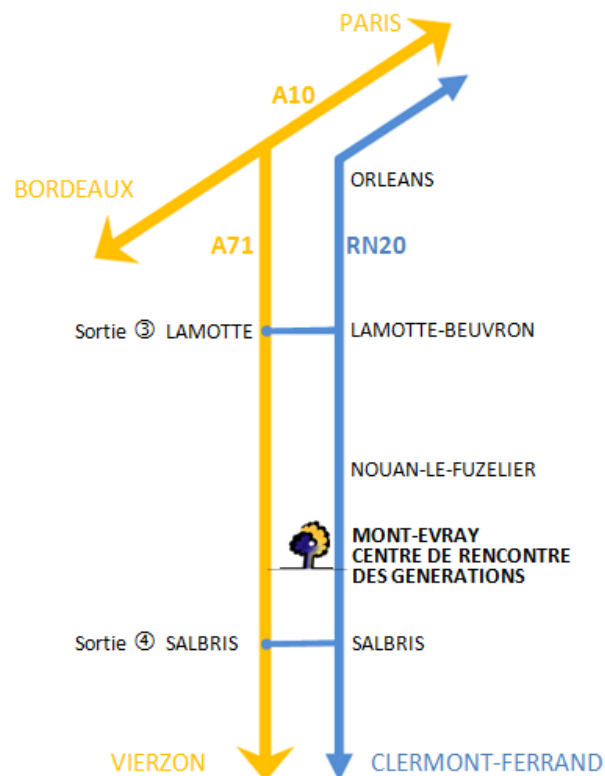 PARIS
A10
BORDEAUX
ORLEANS
A71
RN20
Sortie ③ LAMOTTE
LAMOTTE-BEUVRON
NOUAN-LE-FUZELIER
MONT-EVRAY
CENTRE DE RENCONTRE
DES GENERATIONS
Sortie ④ SALBRIS
SALBRIS
VIERZON
CLERMONT-FERRAND